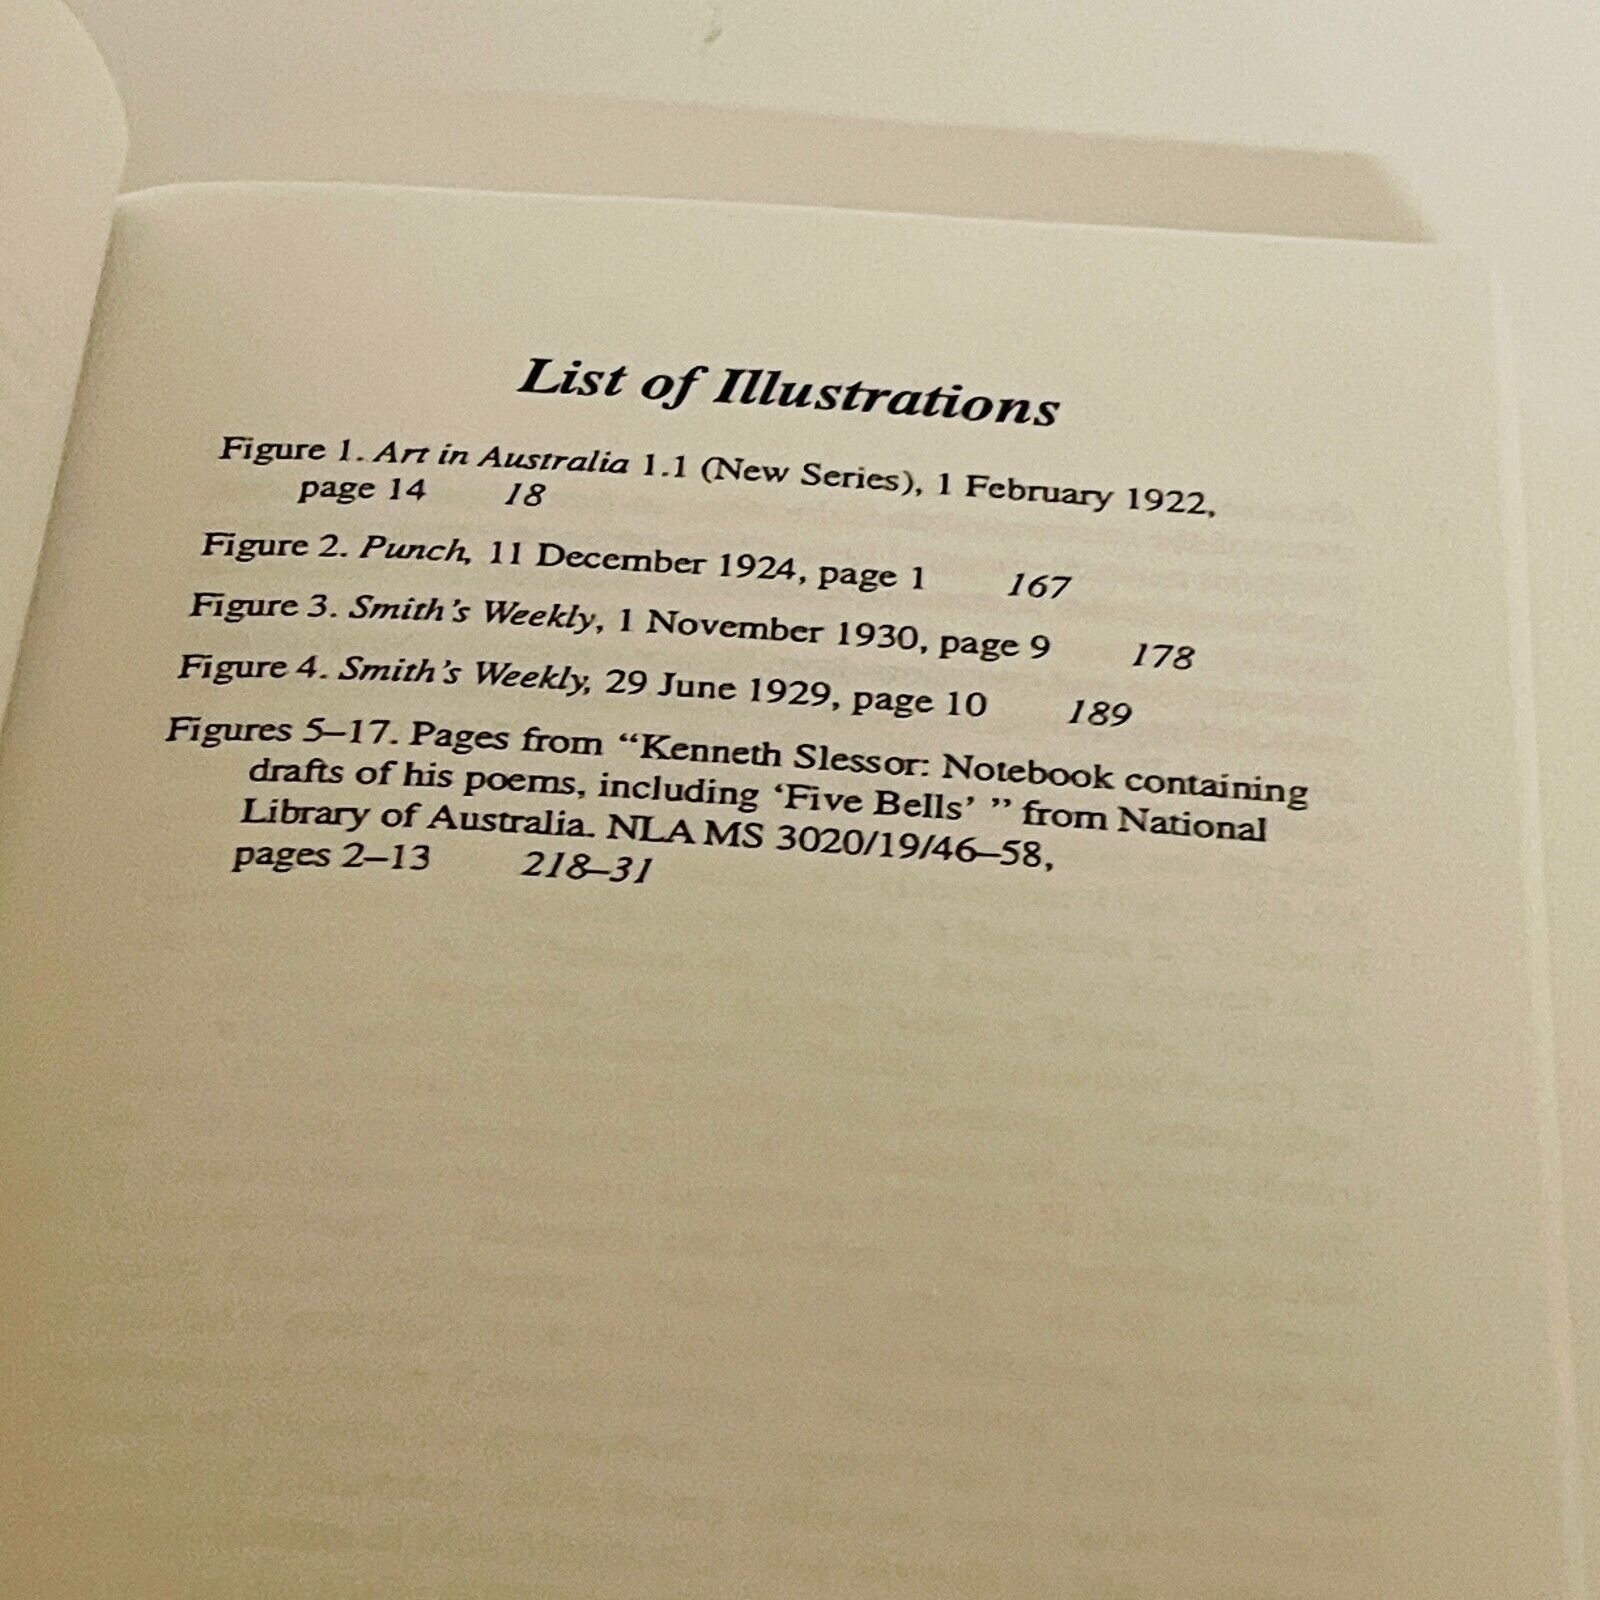 List of Illustrations
Figure 1. Art in Australia 1.1 (New Series), 1 February 1922,
page 14 18
Figure 2. Punch, 11 December 1924, page 1 167
Figure 3. Smith's Weekly, 1 November 1930, page 9 178
Figure 4. Smith's Weekly, 29 June 1929, page 10 189
Figures 5–17. Pages from “Kenneth Slessor: Notebook containing
drafts of his poems, including ‘Five Bells’ ” from National
Library of Australia. NLA MS 3020/19/46–58,
pages 2–13 218–31